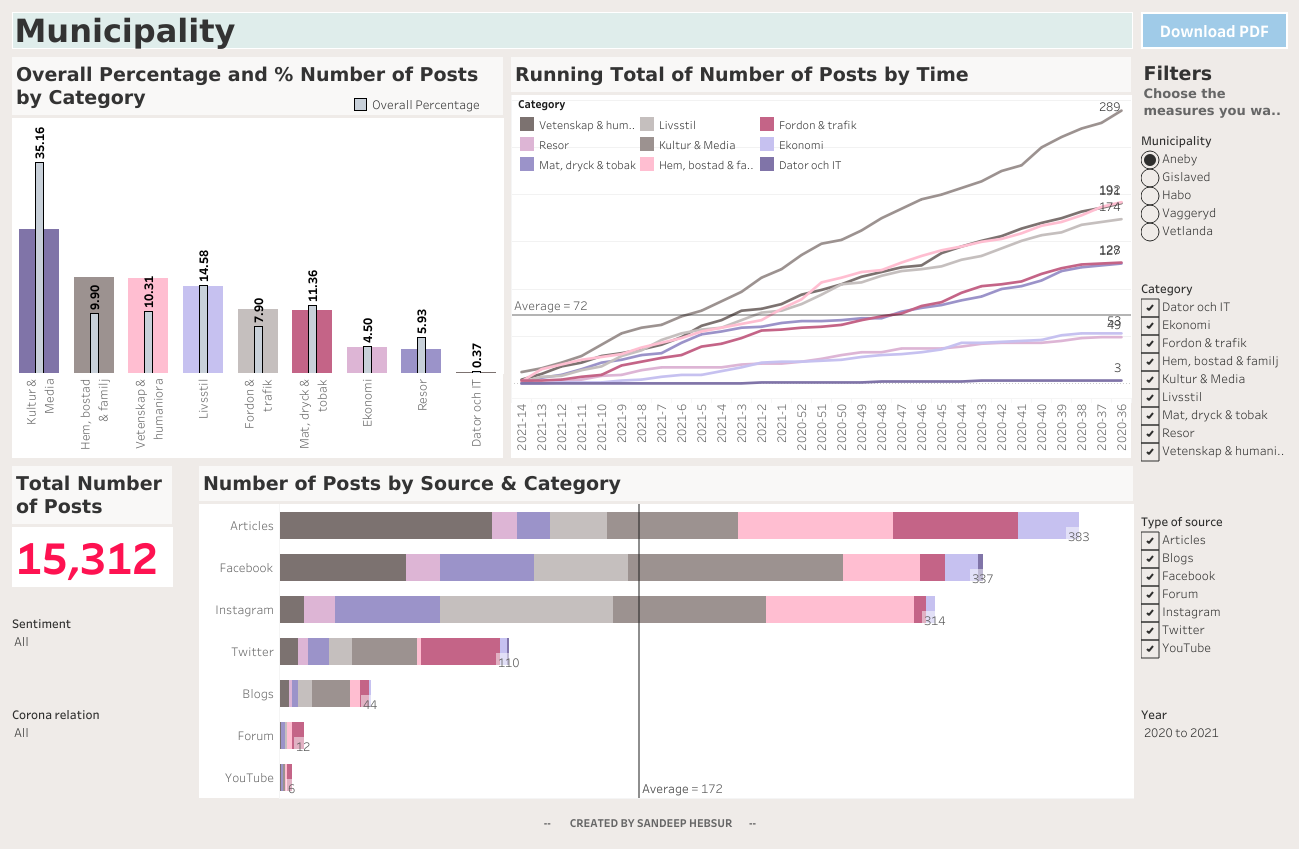 Municipality
Download PDF
Overall Percentage and % Number of Posts
by Category
Overall Percentage
35.16
9.90
10.31
14.58
7.90
11.36
4.50
5.93
0.37
Kultur &
Media
Hem, bostad
& familj
Vetenskap &
humaniora
Livsstil
Fordon &
trafik
Mat, dryck &
tobak
Ekonomi
Resor
Dator och IT
Running Total of Number of Posts by Time
Category
Vetenskap & hum.. Livsstil Fordon & trafik
Resor Kultur & Media Ekonomi
Mat, dryck & tobak Hem, bostad & fa.. Dator och IT
289
192
174
128
53
49
3
Average = 72
2021-14
2021-13
2021-12
2021-11
2021-10
2021-9
2021-8
2021-7
2021-6
2021-5
2021-4
2021-3
2021-2
2021-1
2020-52
2020-51
2020-50
2020-49
2020-48
2020-47
2020-46
2020-45
2020-44
2020-43
2020-42
2020-41
2020-40
2020-39
2020-38
2020-37
2020-36
Filters
Choose the
measures you wa..
Municipality
Aneby
Gislaved
Habo
Vaggeryd
Vetlanda
Category
Dator och IT
Ekonomi
Fordon & trafik
Hem, bostad & familj
Kultur & Media
Livsstil
Mat, dryck & tobak
Resor
Vetenskap & humani..
Type of source
Articles
Blogs
Facebook
Forum
Instagram
Twitter
YouTube
Year
2020 to 2021
Total Number
of Posts
15,312
Sentiment
All
Corona relation
All
Number of Posts by Source & Category
Articles 383
Facebook 337
Instagram 314
Twitter 110
Blogs 44
Forum 12
YouTube 6
Average = 172
-- CREATED BY SANDEEP HEBSUR --